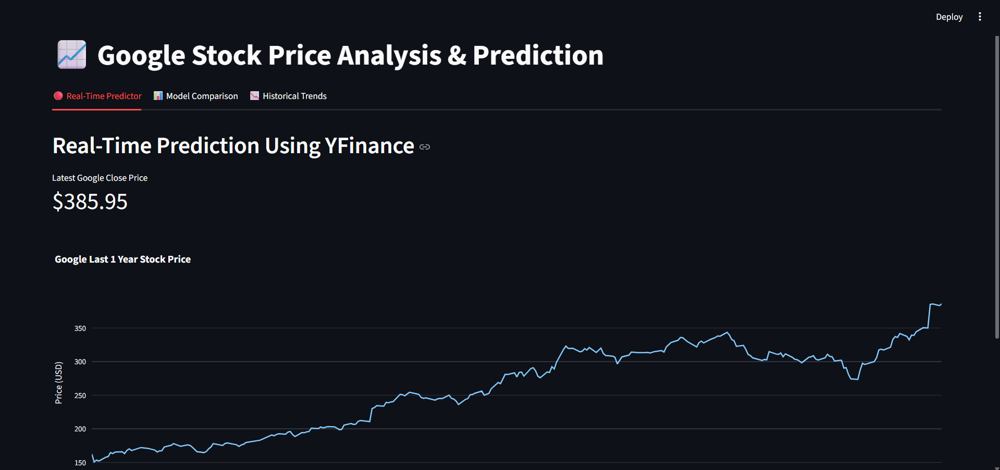 Deploy
Google Stock Price Analysis & Prediction
Real-Time Predictor Model Comparison Historical Trends
Real-Time Prediction Using YFinance
Latest Google Close Price
$385.95
Google Last 1 Year Stock Price
350
300
250
200
150
Price (USD)